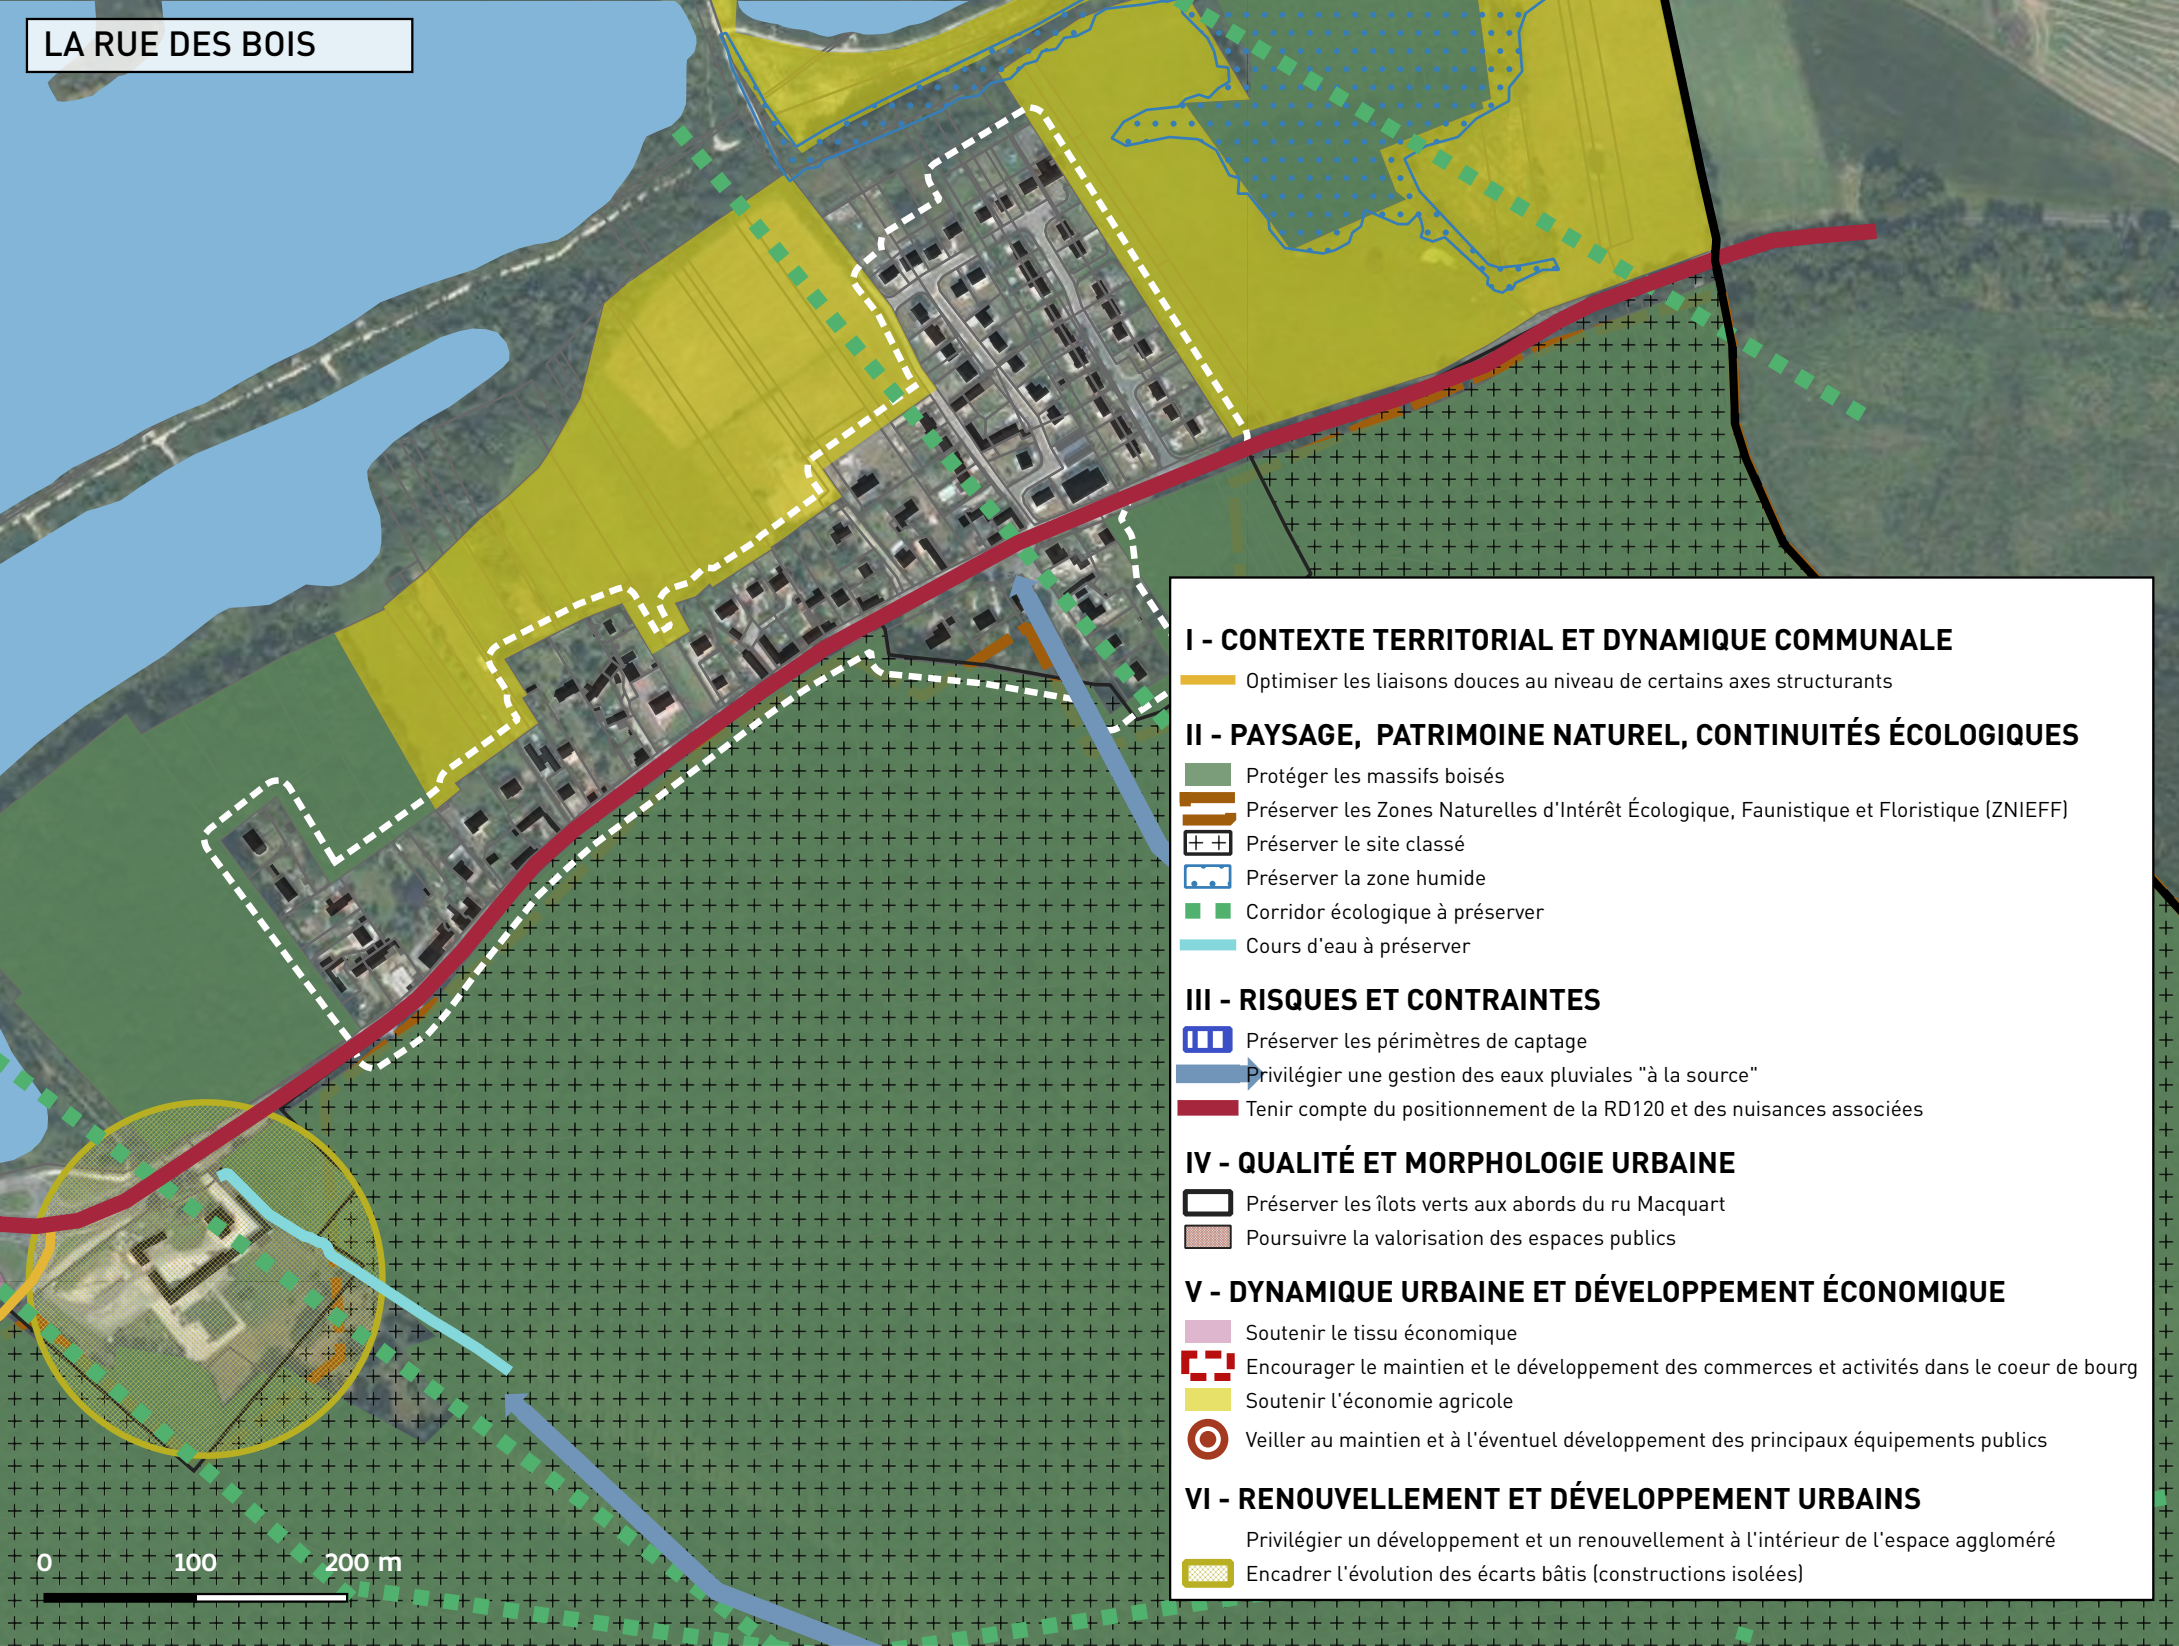 LA RUE DES BOIS
I - CONTEXTE TERRITORIAL ET DYNAMIQUE COMMUNALE
Optimiser les liaisons douces au niveau de certains axes structurants
II - PAYSAGE, PATRIMOINE NATUREL, CONTINUITÉS ÉCOLOGIQUES
Protéger les massifs boisés
Préserver les Zones Naturelles d'Intérêt Écologique, Faunistique et Floristique (ZNIEFF)
Préserver le site classé
Préserver la zone humide
Corridor écologique à préserver
Cours d'eau à préserver
III - RISQUES ET CONTRAINTES
Préserver les périmètres de captage
Privilégier une gestion des eaux pluviales "à la source"
Tenir compte du positionnement de la RD120 et des nuisances associées
IV - QUALITÉ ET MORPHOLOGIE URBAINE
Préserver les îlots verts aux abords du ru Macquart
Poursuivre la valorisation des espaces publics
V - DYNAMIQUE URBAINE ET DÉVELOPPEMENT ÉCONOMIQUE
Soutenir le tissu économique
Encourager le maintien et le développement des commerces et activités dans le coeur de bourg
Soutenir l'économie agricole
Veiller au maintien et à l'éventuel développement des principaux équipements publics
VI - RENOUVELLEMENT ET DÉVELOPPEMENT URBAINS
Privilégier un développement et un renouvellement à l'intérieur de l'espace aggloméré
Encadrer l'évolution des écarts bâtis (constructions isolées)
0 100 200 m